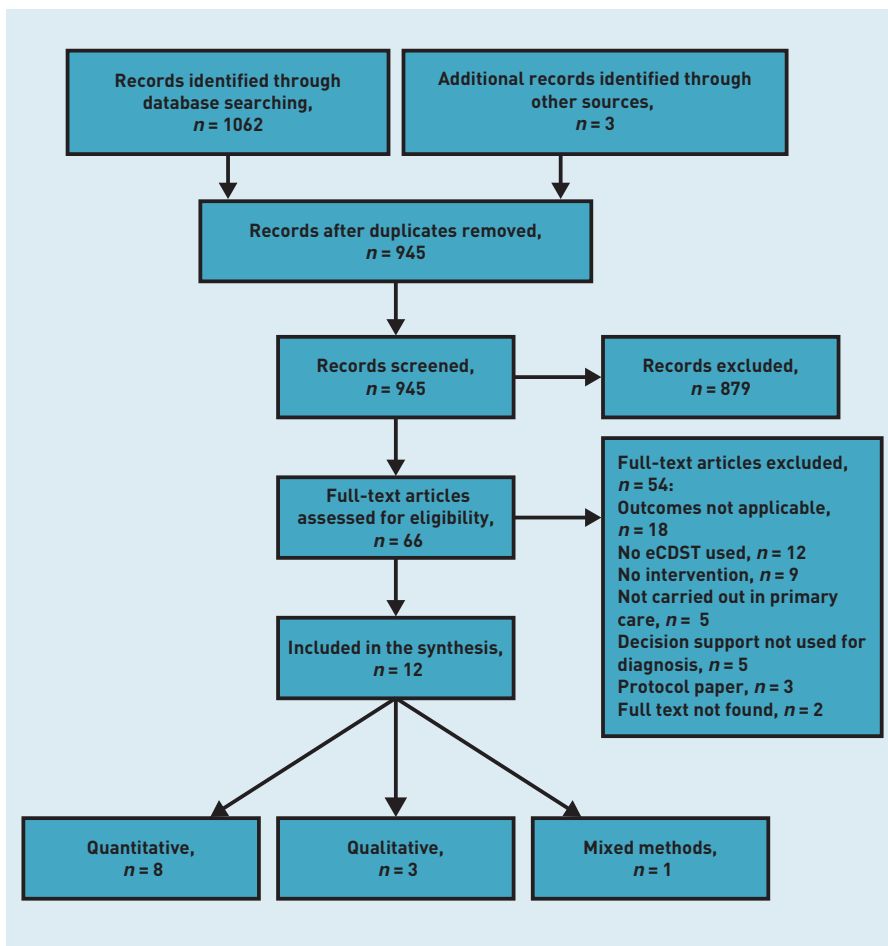 Records identified through
database searching,
n = 1062
Additional records identified through
other sources,
n = 3
Records after duplicates removed,
n = 945
Records screened,
n = 945
Records excluded,
n = 879
Full-text articles
assessed for eligibility,
n = 66
Full-text articles excluded,
n = 54:
Outcomes not applicable,
n = 18
No eCDST used, n = 12
No intervention, n = 9
Not carried out in primary
care, n = 5
Decision support not used for
diagnosis, n = 5
Protocol paper, n = 3
Full text not found, n = 2
Included in the synthesis,
n = 12
Quantitative,
n = 8
Qualitative,
n = 3
Mixed methods,
n = 1